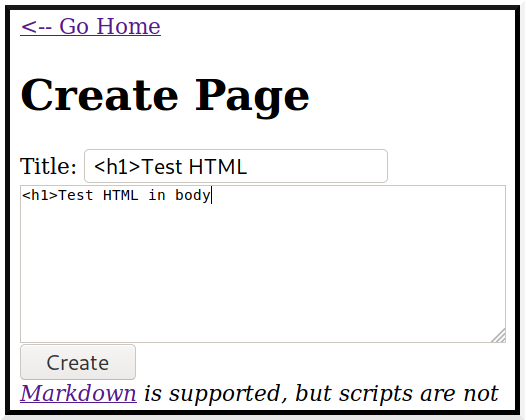 <-- Go Home
Create Page
Title: <h1>Test HTML
<h1>Test HTML in body
Create
Markdown is supported, but scripts are not